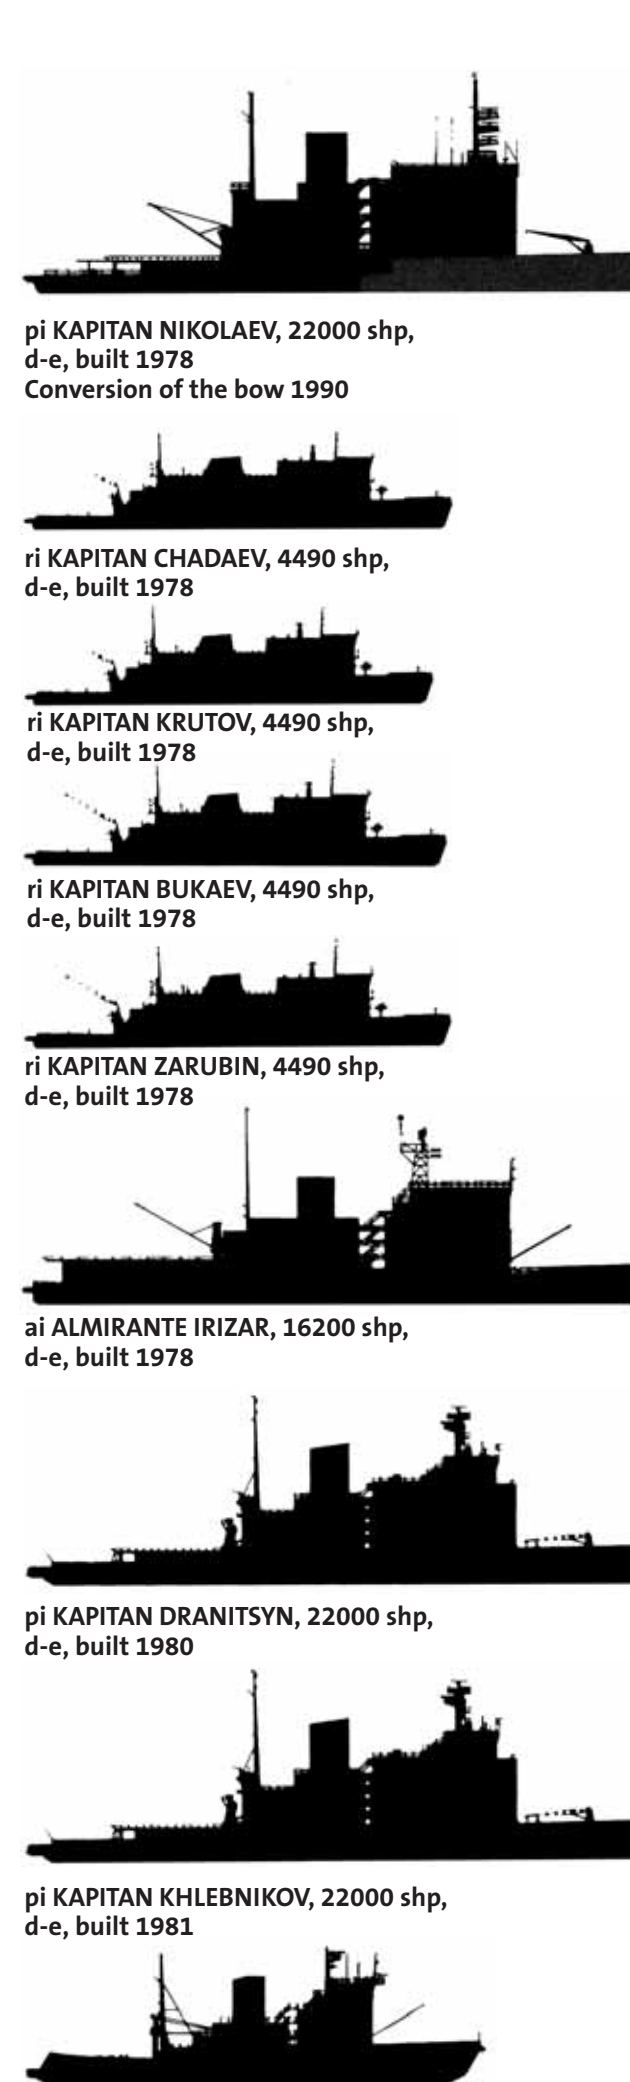 pi KAPITAN NIKOLAEV, 22000 shp,
d-e, built 1978
Conversion of the bow 1990
ri KAPITAN CHADAEV, 4490 shp,
d-e, built 1978
ri KAPITAN KRUTOV, 4490 shp,
d-e, built 1978
ri KAPITAN BUKAEV, 4490 shp,
d-e, built 1978
ri KAPITAN ZARUBIN, 4490 shp,
d-e, built 1978
ai ALMIRANTE IRIZAR, 16200 shp,
d-e, built 1978
pi KAPITAN DRANITSYN, 22000 shp,
d-e, built 1980
pi KAPITAN KHLEBNIKOV, 22000 shp,
d-e, built 1981